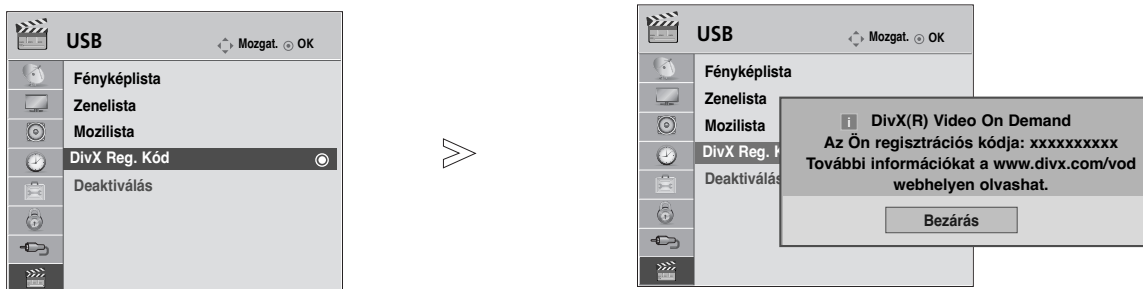 USB
Mozgat. OK
Fényképlista
Zenelista
Mozilista
DivX Reg. Kód
Deaktiválás
USB
Mozgat. OK
Fényképlista
Zenelista
Mozilista
DivX Reg. K
Deaktiválás
i DivX(R) Video On Demand
Az Ön regisztrációs kódja: xxxxxxxxxx
További információkat a www.divx.com/vod
webhelyen olvashat.
Bezárás